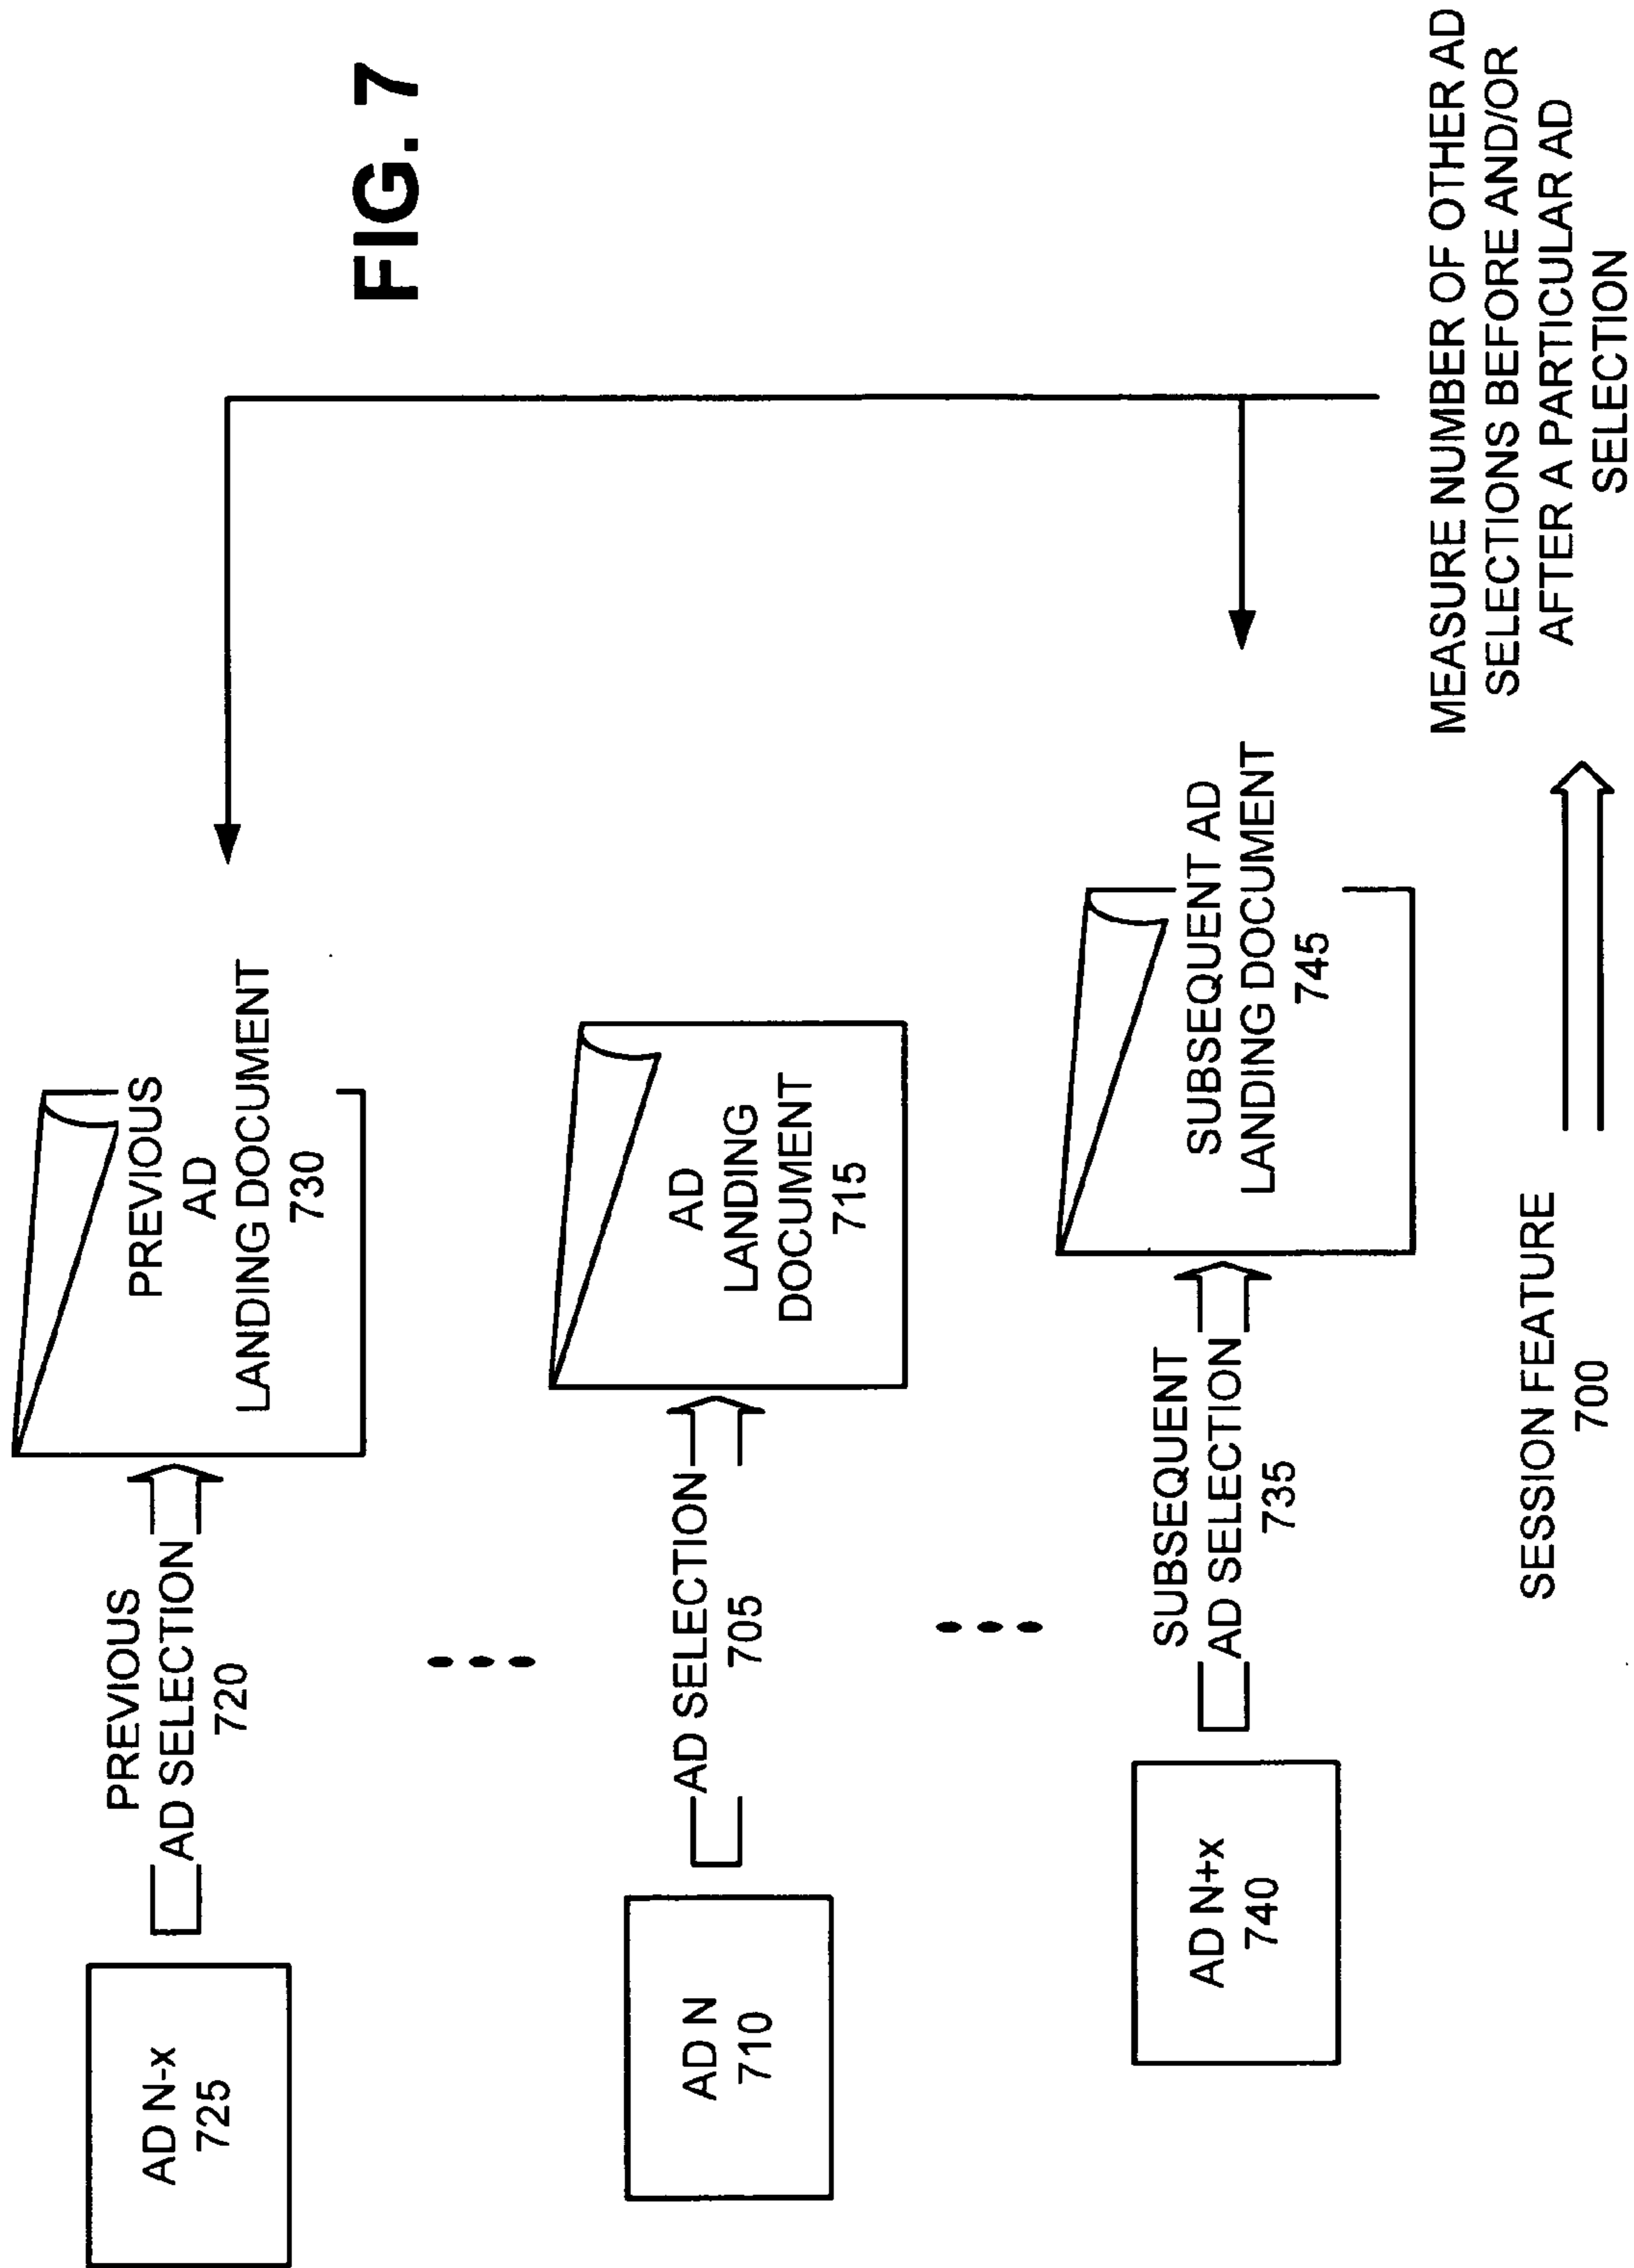 FIG. 7
AD N-x
725
PREVIOUS
AD SELECTION
720
PREVIOUS
AD
LANDING DOCUMENT
730
AD N
710
AD SELECTION
705
AD
LANDING
DOCUMENT
715
AD N+x
740
SUBSEQUENT
AD SELECTION
735
SUBSEQUENT AD
LANDING DOCUMENT
745
SESSION FEATURE
700
MEASURE NUMBER OF OTHER AD
SELECTIONS BEFORE AND/OR
AFTER A PARTICULAR AD
SELECTION